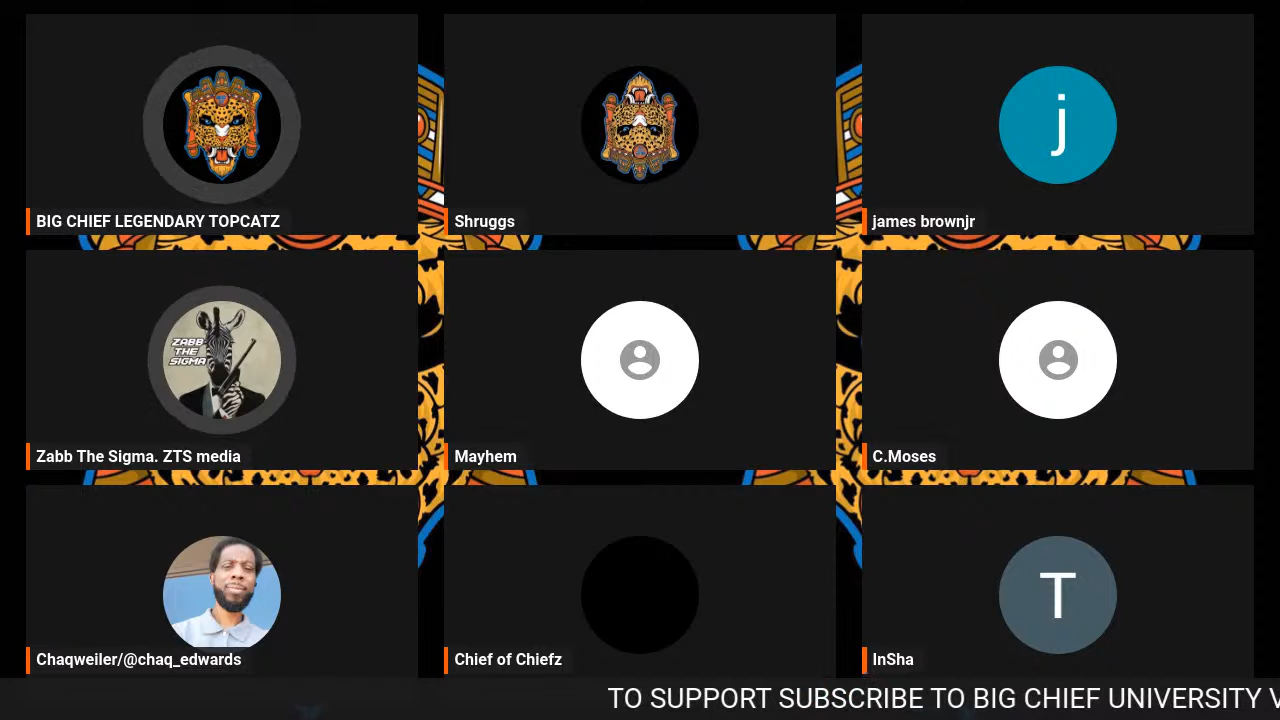 BIG CHIEF LEGENDARY TOPCATZ
Shruggs
j
james brownjr
ZABB
THE
SIGMA
Zabb The Sigma. ZTS media
Mayhem
C.Moses
Chaqweiler/@chaq_edwards
Chief of Chiefz
T
InSha
TO SUPPORT SUBSCRIBE TO BIG CHIEF UNIVERSITY V